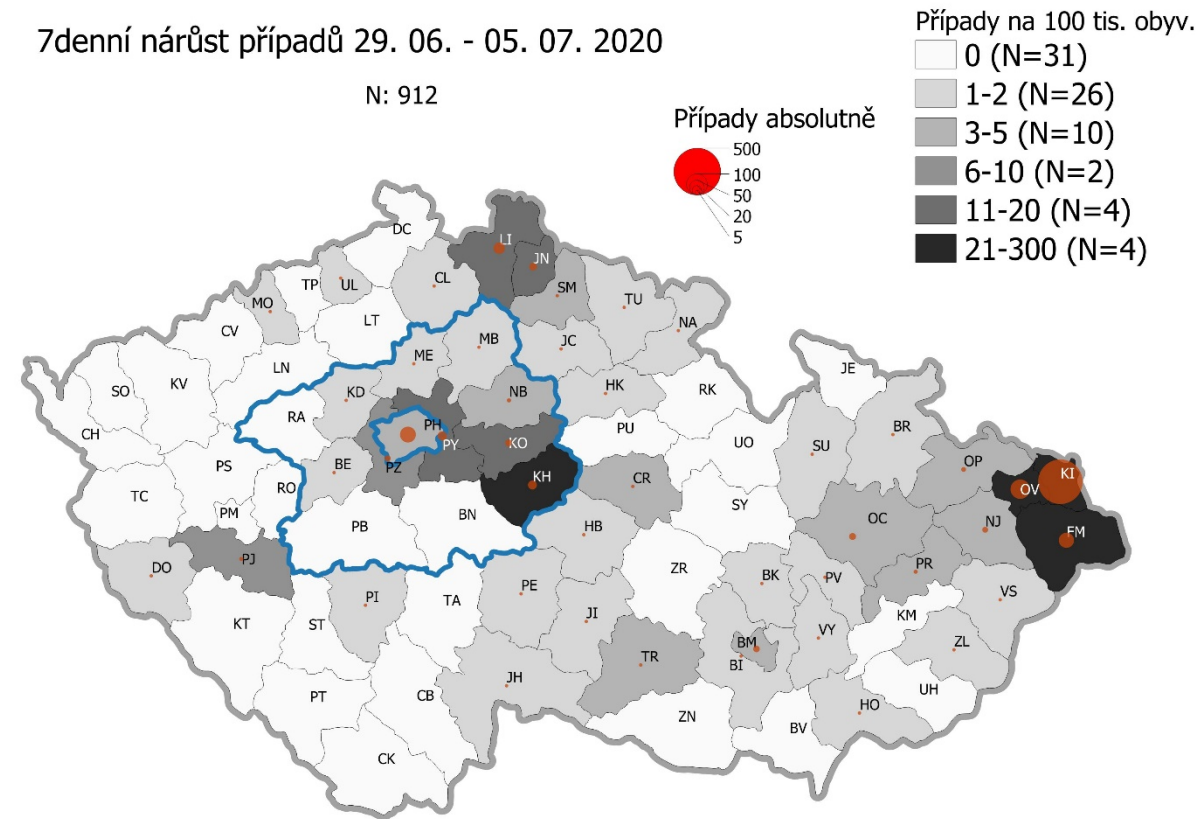 7denní nárůst případů 29. 06. - 05. 07. 2020
N: 912
Případy absolutně
500
100
50
20
5
Případy na 100 tis. obyv.
0 (N=31)
1-2 (N=26)
3-5 (N=10)
6-10 (N=2)
11-20 (N=4)
21-300 (N=4)
DC
LI
JN
TP
UL
CL
SM
MO
TU
NA
CV
LT
MB
JC
ME
LN
JE
SO
KV
KD
NB
HK
RK
RA
CH
PH
PU
BR
UO
SU
PY
KO
PS
BE
PZ
OP
KI
TC
RO
KH
CR
OV
SY
PM
PB
BN
OC
NJ
FM
HB
DO
PJ
PR
ZR
BK
PV
PE
VS
PI
TA
KT
ST
JI
KM
VY
BM
ZL
TR
BI
JH
UH
PT
CB
HO
ZN
BV
CK